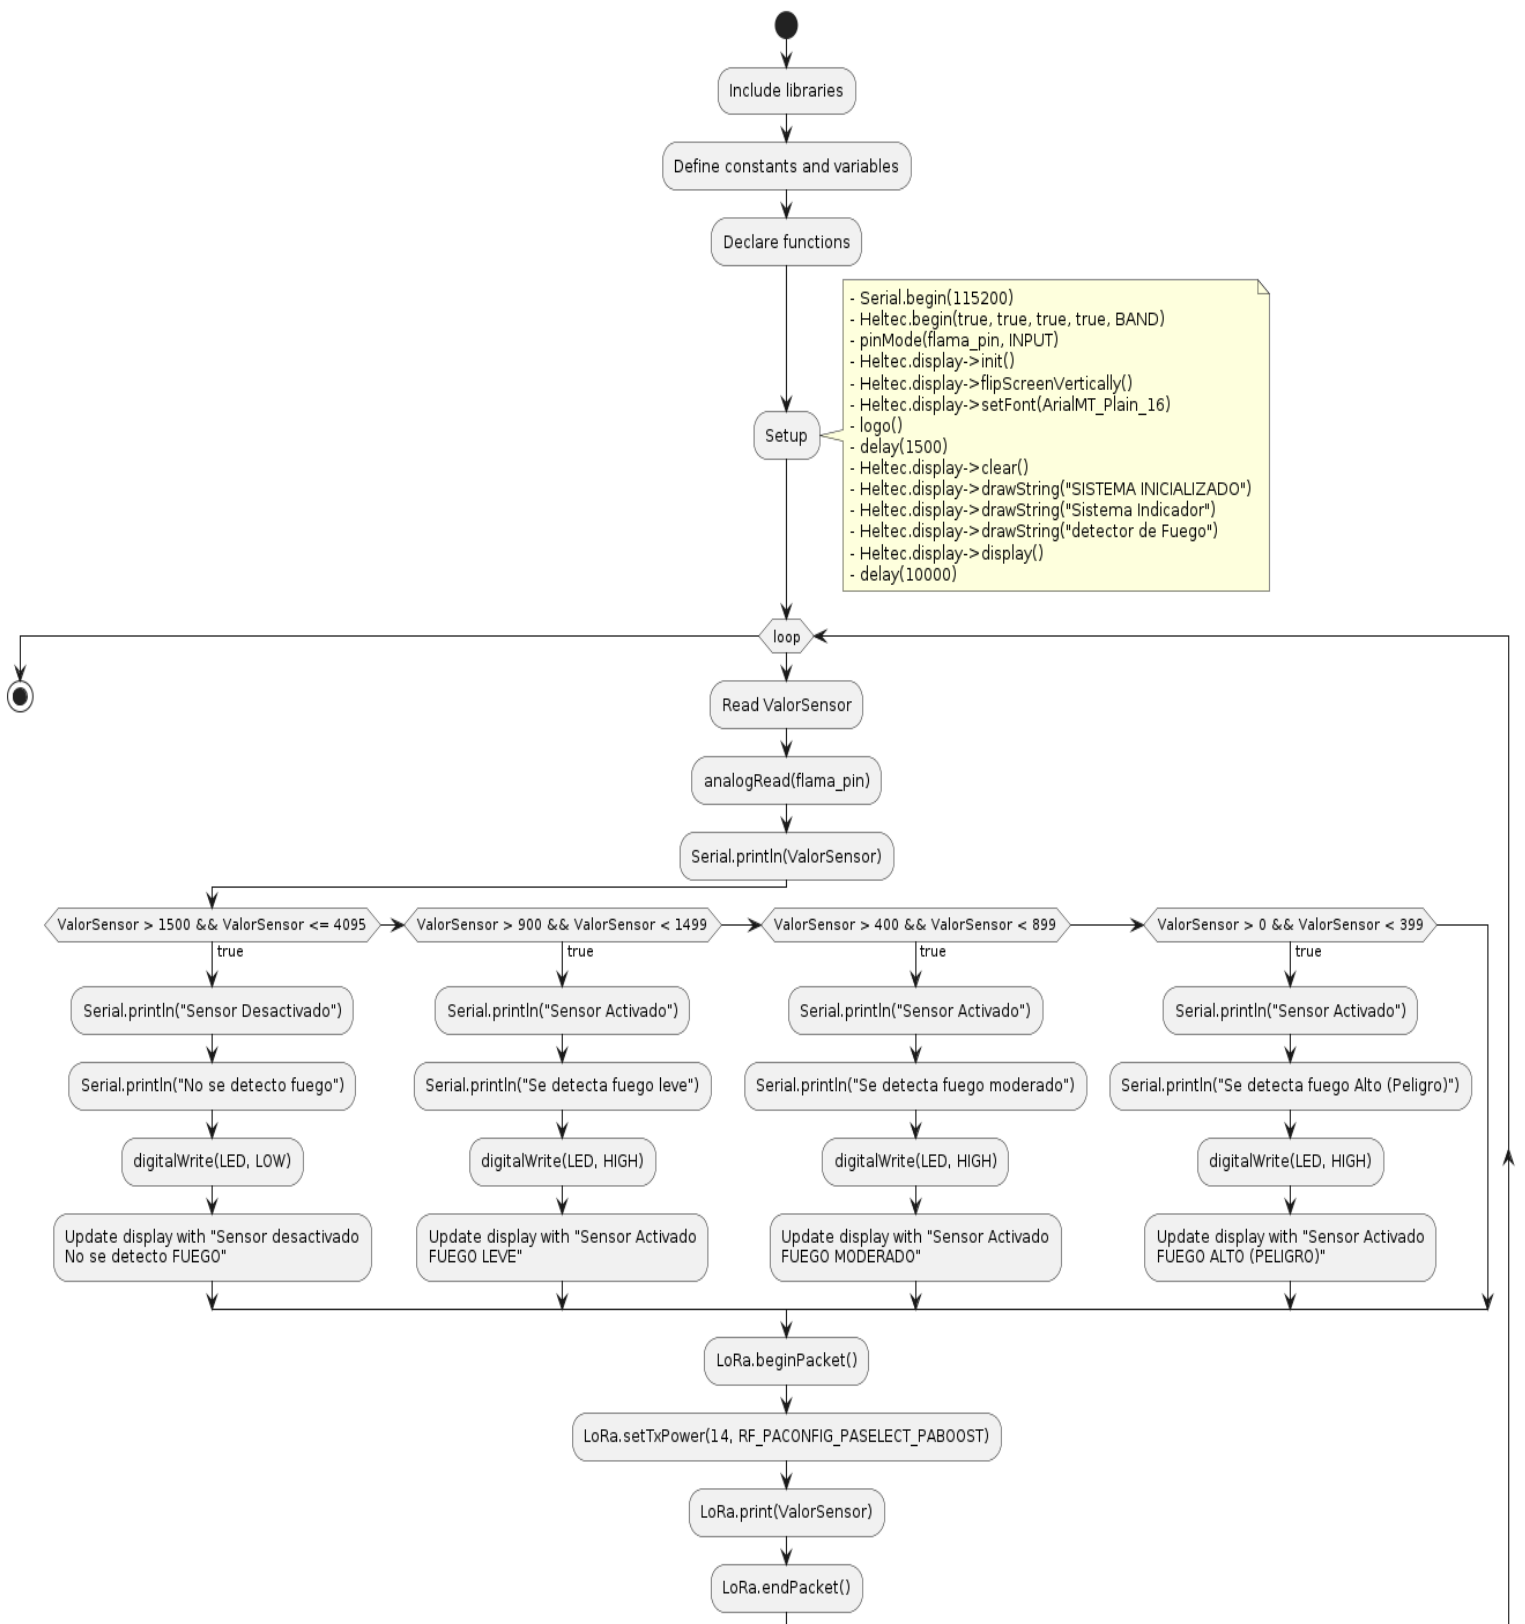 Include libraries
Define constants and variables
Declare functions
Setup
- Serial.begin(115200)
- Heltec.begin(true, true, true, true, BAND)
- pinMode(flama_pin, INPUT)
- Heltec.display->init()
- Heltec.display->flipScreenVertically()
- Heltec.display->setFont(ArialMT_Plain_16)
- logo()
- delay(1500)
- Heltec.display->clear()
- Heltec.display->drawString("SISTEMA INICIALIZADO")
- Heltec.display->drawString("Sistema Indicador")
- Heltec.display->drawString("detector de Fuego")
- Heltec.display->display()
- delay(10000)
loop
Read ValorSensor
analogRead(flama_pin)
Serial.println(ValorSensor)
ValorSensor > 1500 && ValorSensor <= 4095
true
Serial.println("Sensor Desactivado")
Serial.println("No se detecto fuego")
digitalWrite(LED, LOW)
Update display with "Sensor desactivado
No se detecto FUEGO"
ValorSensor > 900 && ValorSensor < 1499
true
Serial.println("Sensor Activado")
Serial.println("Se detecta fuego leve")
digitalWrite(LED, HIGH)
Update display with "Sensor Activado
FUEGO LEVE"
ValorSensor > 400 && ValorSensor < 899
true
Serial.println("Sensor Activado")
Serial.println("Se detecta fuego moderado")
digitalWrite(LED, HIGH)
Update display with "Sensor Activado
FUEGO MODERADO"
ValorSensor > 0 && ValorSensor < 399
true
Serial.println("Sensor Activado")
Serial.println("Se detecta fuego Alto (Peligro)")
digitalWrite(LED, HIGH)
Update display with "Sensor Activado
FUEGO ALTO (PELIGRO)"
LoRa.beginPacket()
LoRa.setTxPower(14, RF_PACONFIG_PASELECT_PABOOST)
LoRa.print(ValorSensor)
LoRa.endPacket()